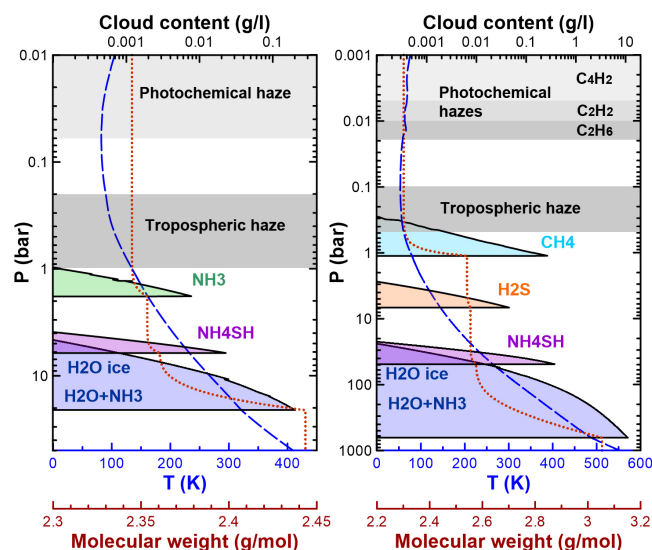 Cloud content (g/l)
0.001 0.01 0.1
0.01
0.1
1
10
P (bar)
Photochemical haze
Tropospheric haze
NH3
NH4SH
H2O ice
H2O+NH3
0 100 200 300 400
T (K)
2.3 2.35 2.4 2.45
Molecular weight (g/mol)
Cloud content (g/l)
0.001 0.01 0.1 1 10
0.001
0.01
0.1
1
10
100
1000
P (bar)
Photochemical
hazes
C4H2
C2H2
C2H6
Tropospheric haze
CH4
H2S
NH4SH
H2O ice
H2O+NH3
0 100 200 300 400 500 600
T (K)
2.2 2.4 2.6 2.8 3 3.2
Molecular weight (g/mol)